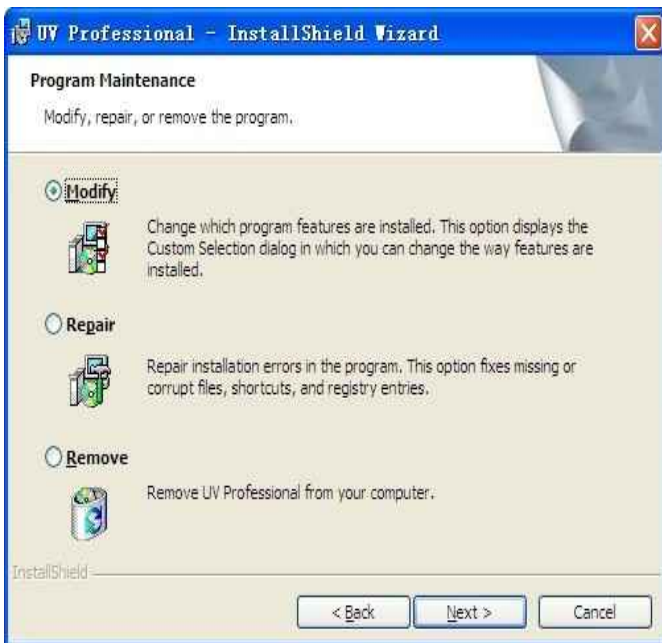 UV Professional - InstallShield Wizard
Program Maintenance
Modify, repair, or remove the program.
Modify
Change which program features are installed. This option displays the
Custom Selection dialog in which you can change the way features are
installed.
Repair
Repair installation errors in the program. This option fixes missing or
corrupt files, shortcuts, and registry entries.
Remove
Remove UV Professional from your computer.
InstallShield
< Back Next > Cancel